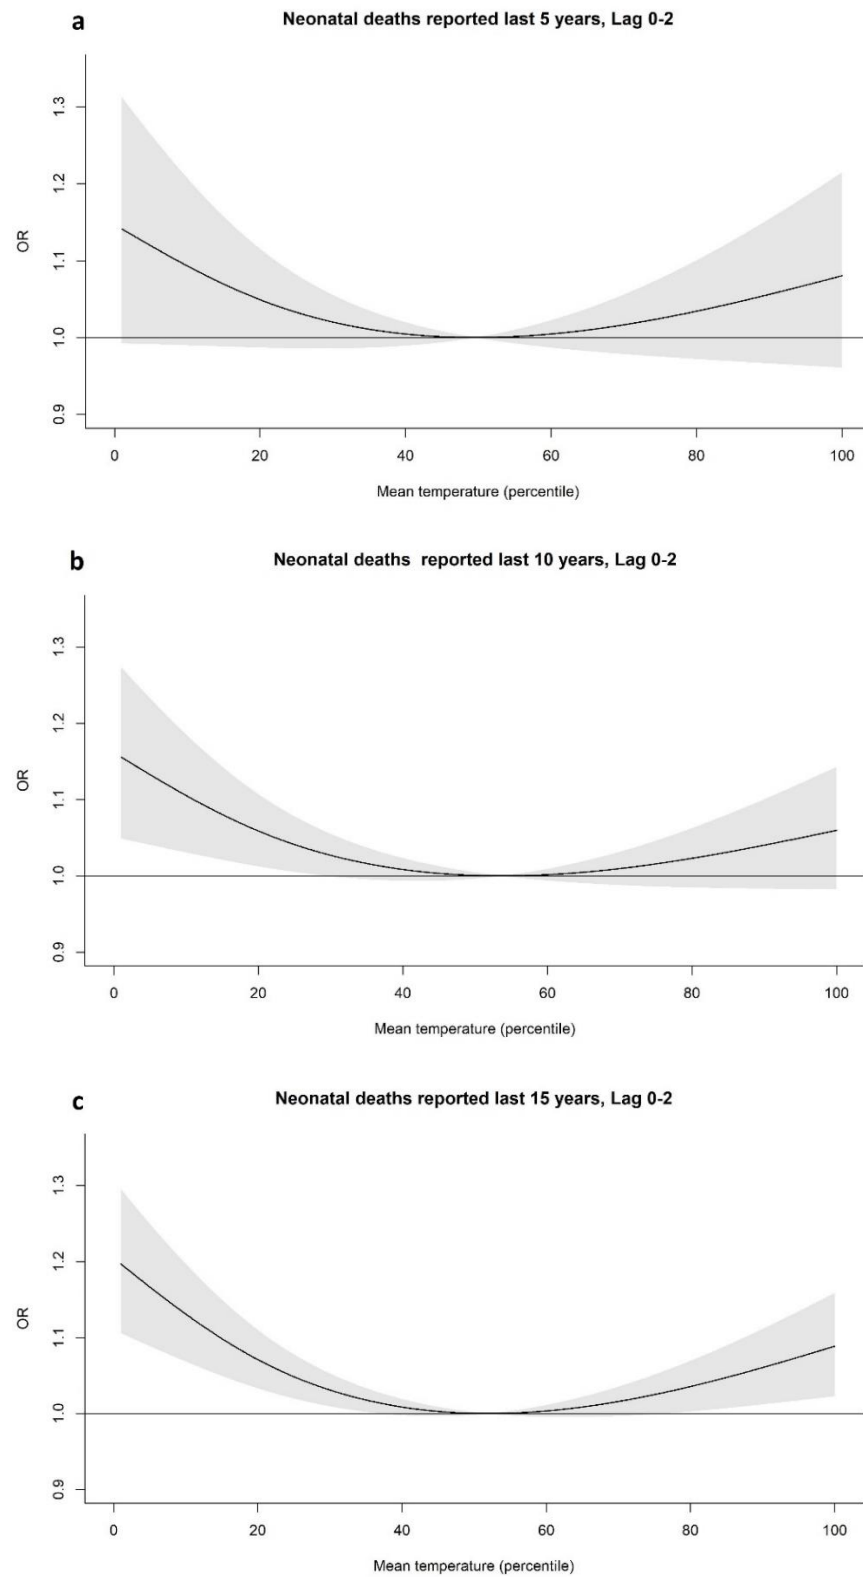 a
Neonatal deaths reported last 5 years, Lag 0-2
1.3
1.2
1.1
1.0
0.9
OR
0 20 40 60 80 100
Mean temperature (percentile)
b
Neonatal deaths  reported last 10 years, Lag 0-2
1.3
1.2
1.1
1.0
0.9
OR
0 20 40 60 80 100
Mean temperature (percentile)
c
Neonatal deaths reported last 15 years, Lag 0-2
1.3
1.2
1.1
1.0
0.9
OR
0 20 40 60 80 100
Mean temperature (percentile)